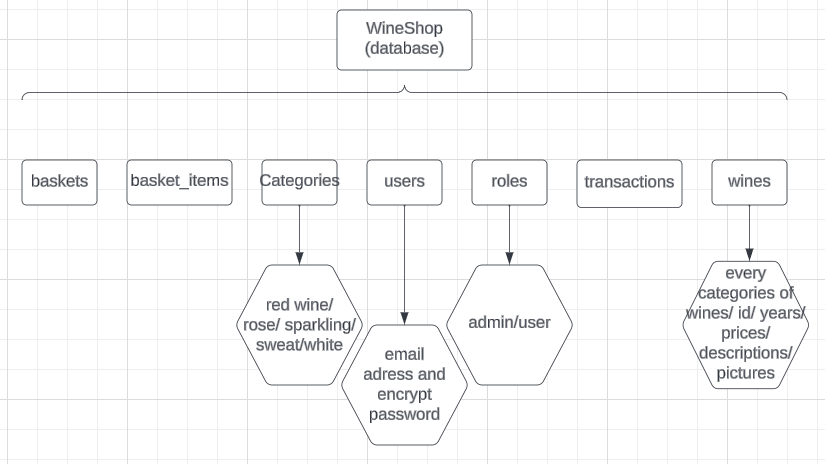 WineShop
(database)
baskets
basket_items
Categories
users
roles
transactions
wines
red wine/
rose/ sparkling/
sweat/white
email
adress and
encrypt
password
admin/user
every
categories of
wines/ id/ years/
prices/
descriptions/
pictures